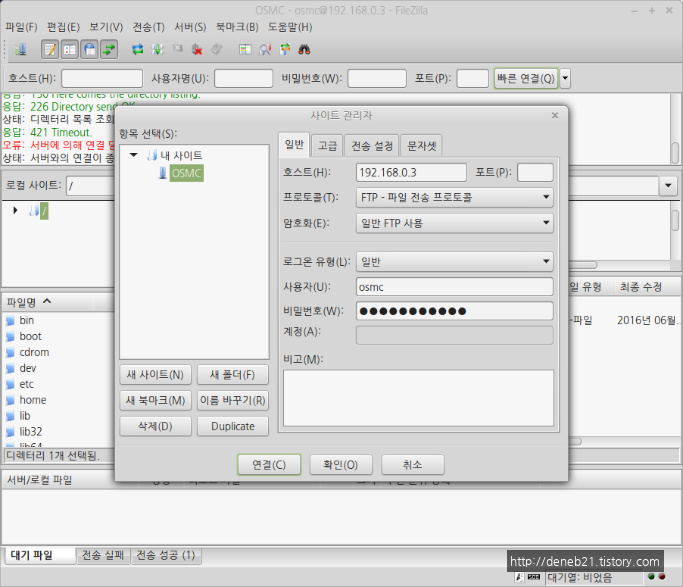 OSMC - osmc@192.168.0.3 - FileZilla
파일(F) 편집(E) 보기(V) 전송(T) 서버(S) 북마크(B) 도움말(H)
호스트(H): 사용자명(U): 비밀번호(W): 포트(P): 빠른 연결(Q)
응답: 150 Here comes the directory listing.
응답: 226 Directory send OK
상태: 디렉터리 목록 조회
응답: 421 Timeout.
오류: 서버에 의해 연결
상태: 서버와의 연결이 종
로컬 사이트: /
/
파일명
bin
boot
cdrom
dev
etc
home
lib
lib32
lib64
디렉터리 1개 선택됨.
사이트 관리자
항목 선택(S):
내 사이트
OSMC
새 사이트(N) 새 폴더(F)
새 북마크(M) 이름 바꾸기(R)
삭제(D) Duplicate
일반 고급 전송 설정 문자셋
호스트(H): 192.168.0.3 포트(P):
프로토콜(T): FTP - 파일 전송 프로토콜
암호화(E): 일반 FTP 사용
로그온 유형(L): 일반
사용자(U): osmc
비밀번호(W): ●●●●●●●●●●●
계정(A):
비고(M):
연결(C) 확인(O) 취소
일 유형 최종 수정
-파일 2016년 06월..
서버/로컬 파일
대기 파일 전송 실패 전송 성공 (1)
http://deneb21.tistory.com
대기열: 비었음